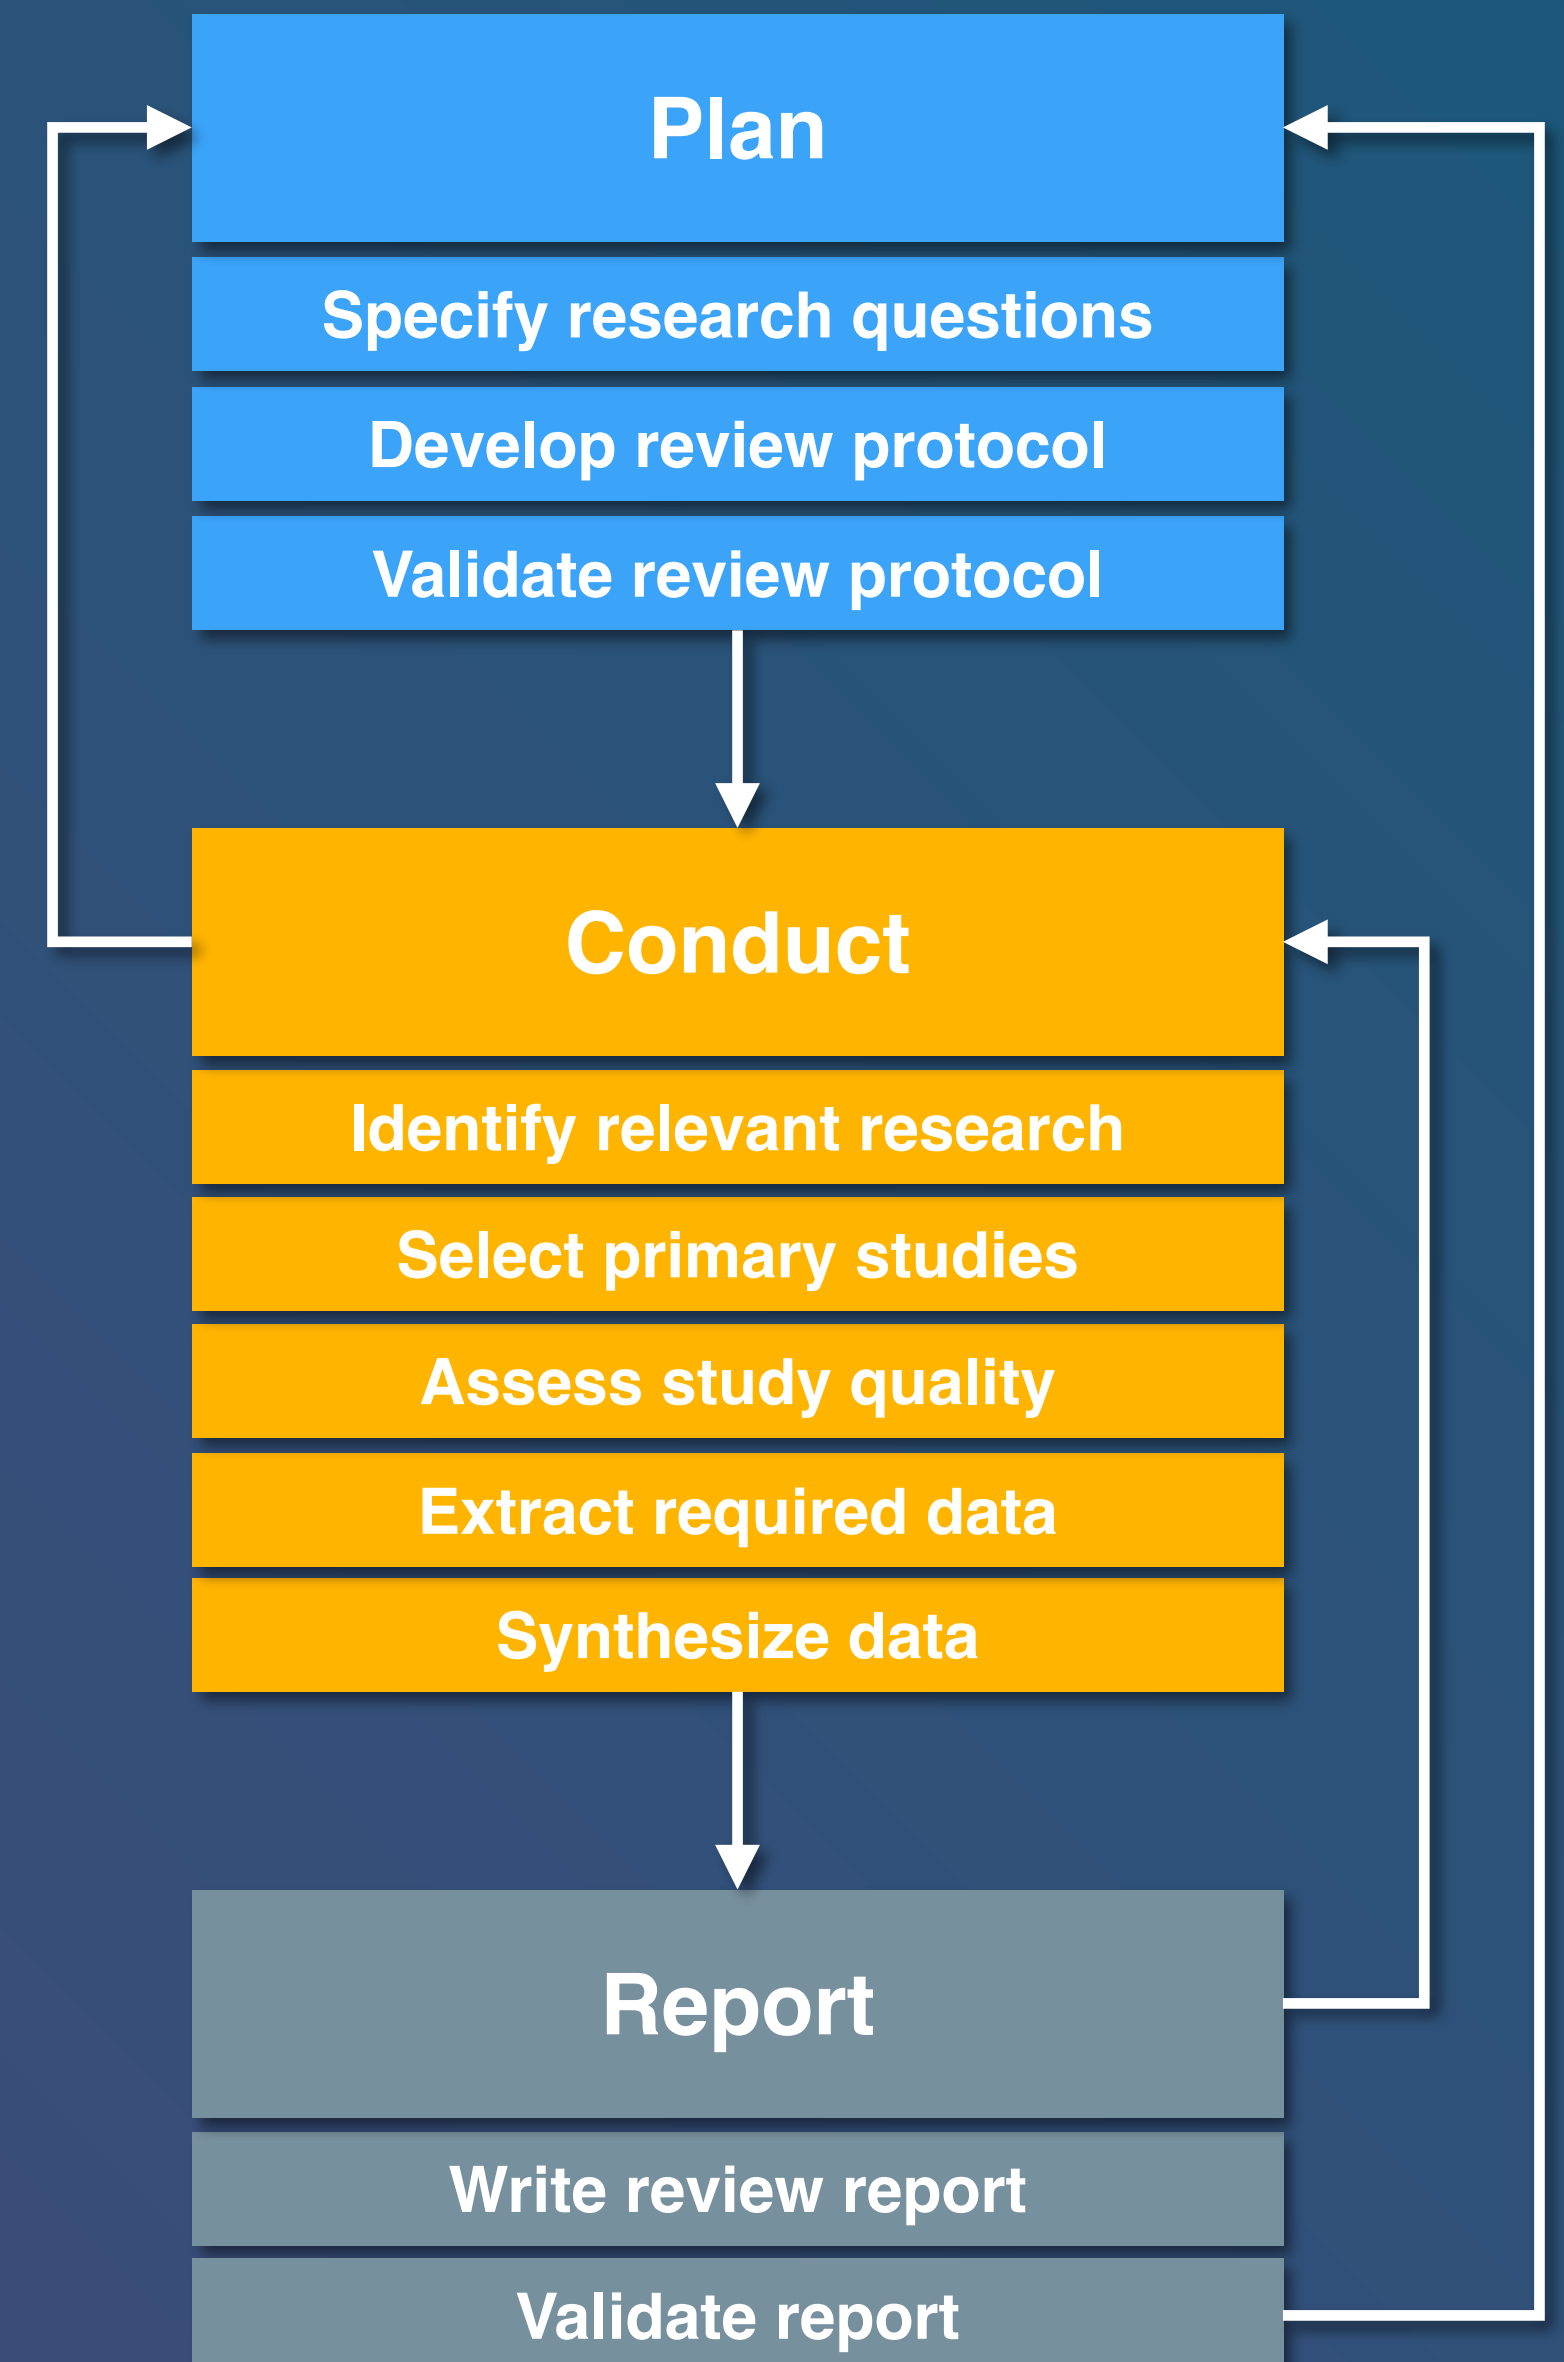 Plan
Specify research questions
Develop review protocol
Validate review protocol
Conduct
Identify relevant research
Select primary studies
Assess study quality
Extract required data
Synthesize data
Report
Write review report
Validate report